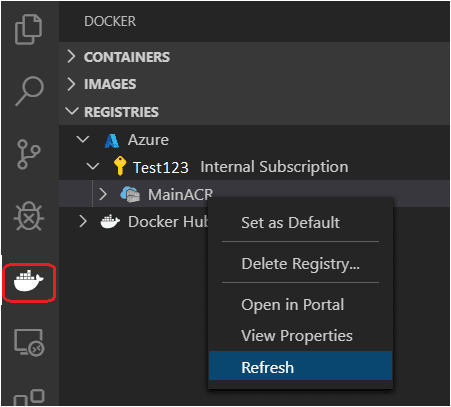 DOCKER
CONTAINERS
IMAGES
REGISTRIES
Azure
Test123 Internal Subscription
MainACR
Docker Hub
Set as Default
Delete Registry...
Open in Portal
View Properties
Refresh